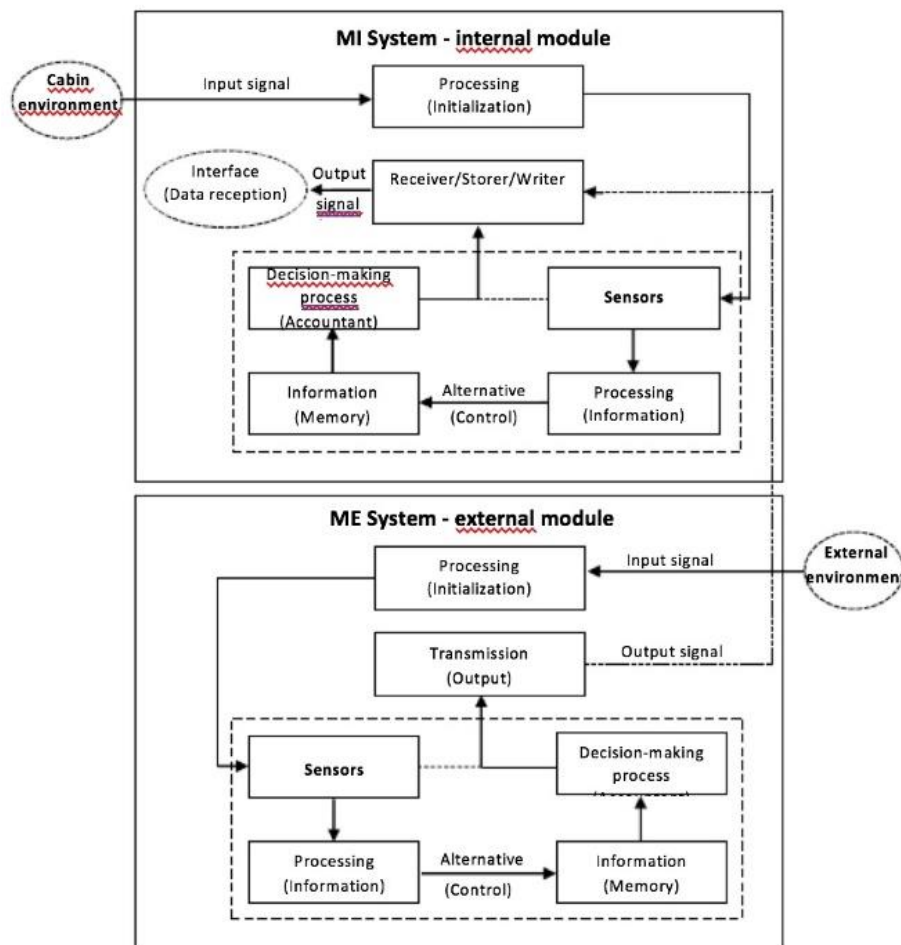 MI System - internal module
Cabin
environment
Input signal
Processing
(Initialization)
Interface
(Data reception)
Output
signal
Receiver/Storer/Writer
Decision-making
process
(Accountant)
Sensors
Information
(Memory)
Alternative
(Control)
Processing
(Information)
ME System - external module
Processing
(Initialization)
Input signal
External
environment
Transmission
(Output)
Output signal
Sensors
Decision-making
process
Processing
(Information)
Alternative
(Control)
Information
(Memory)